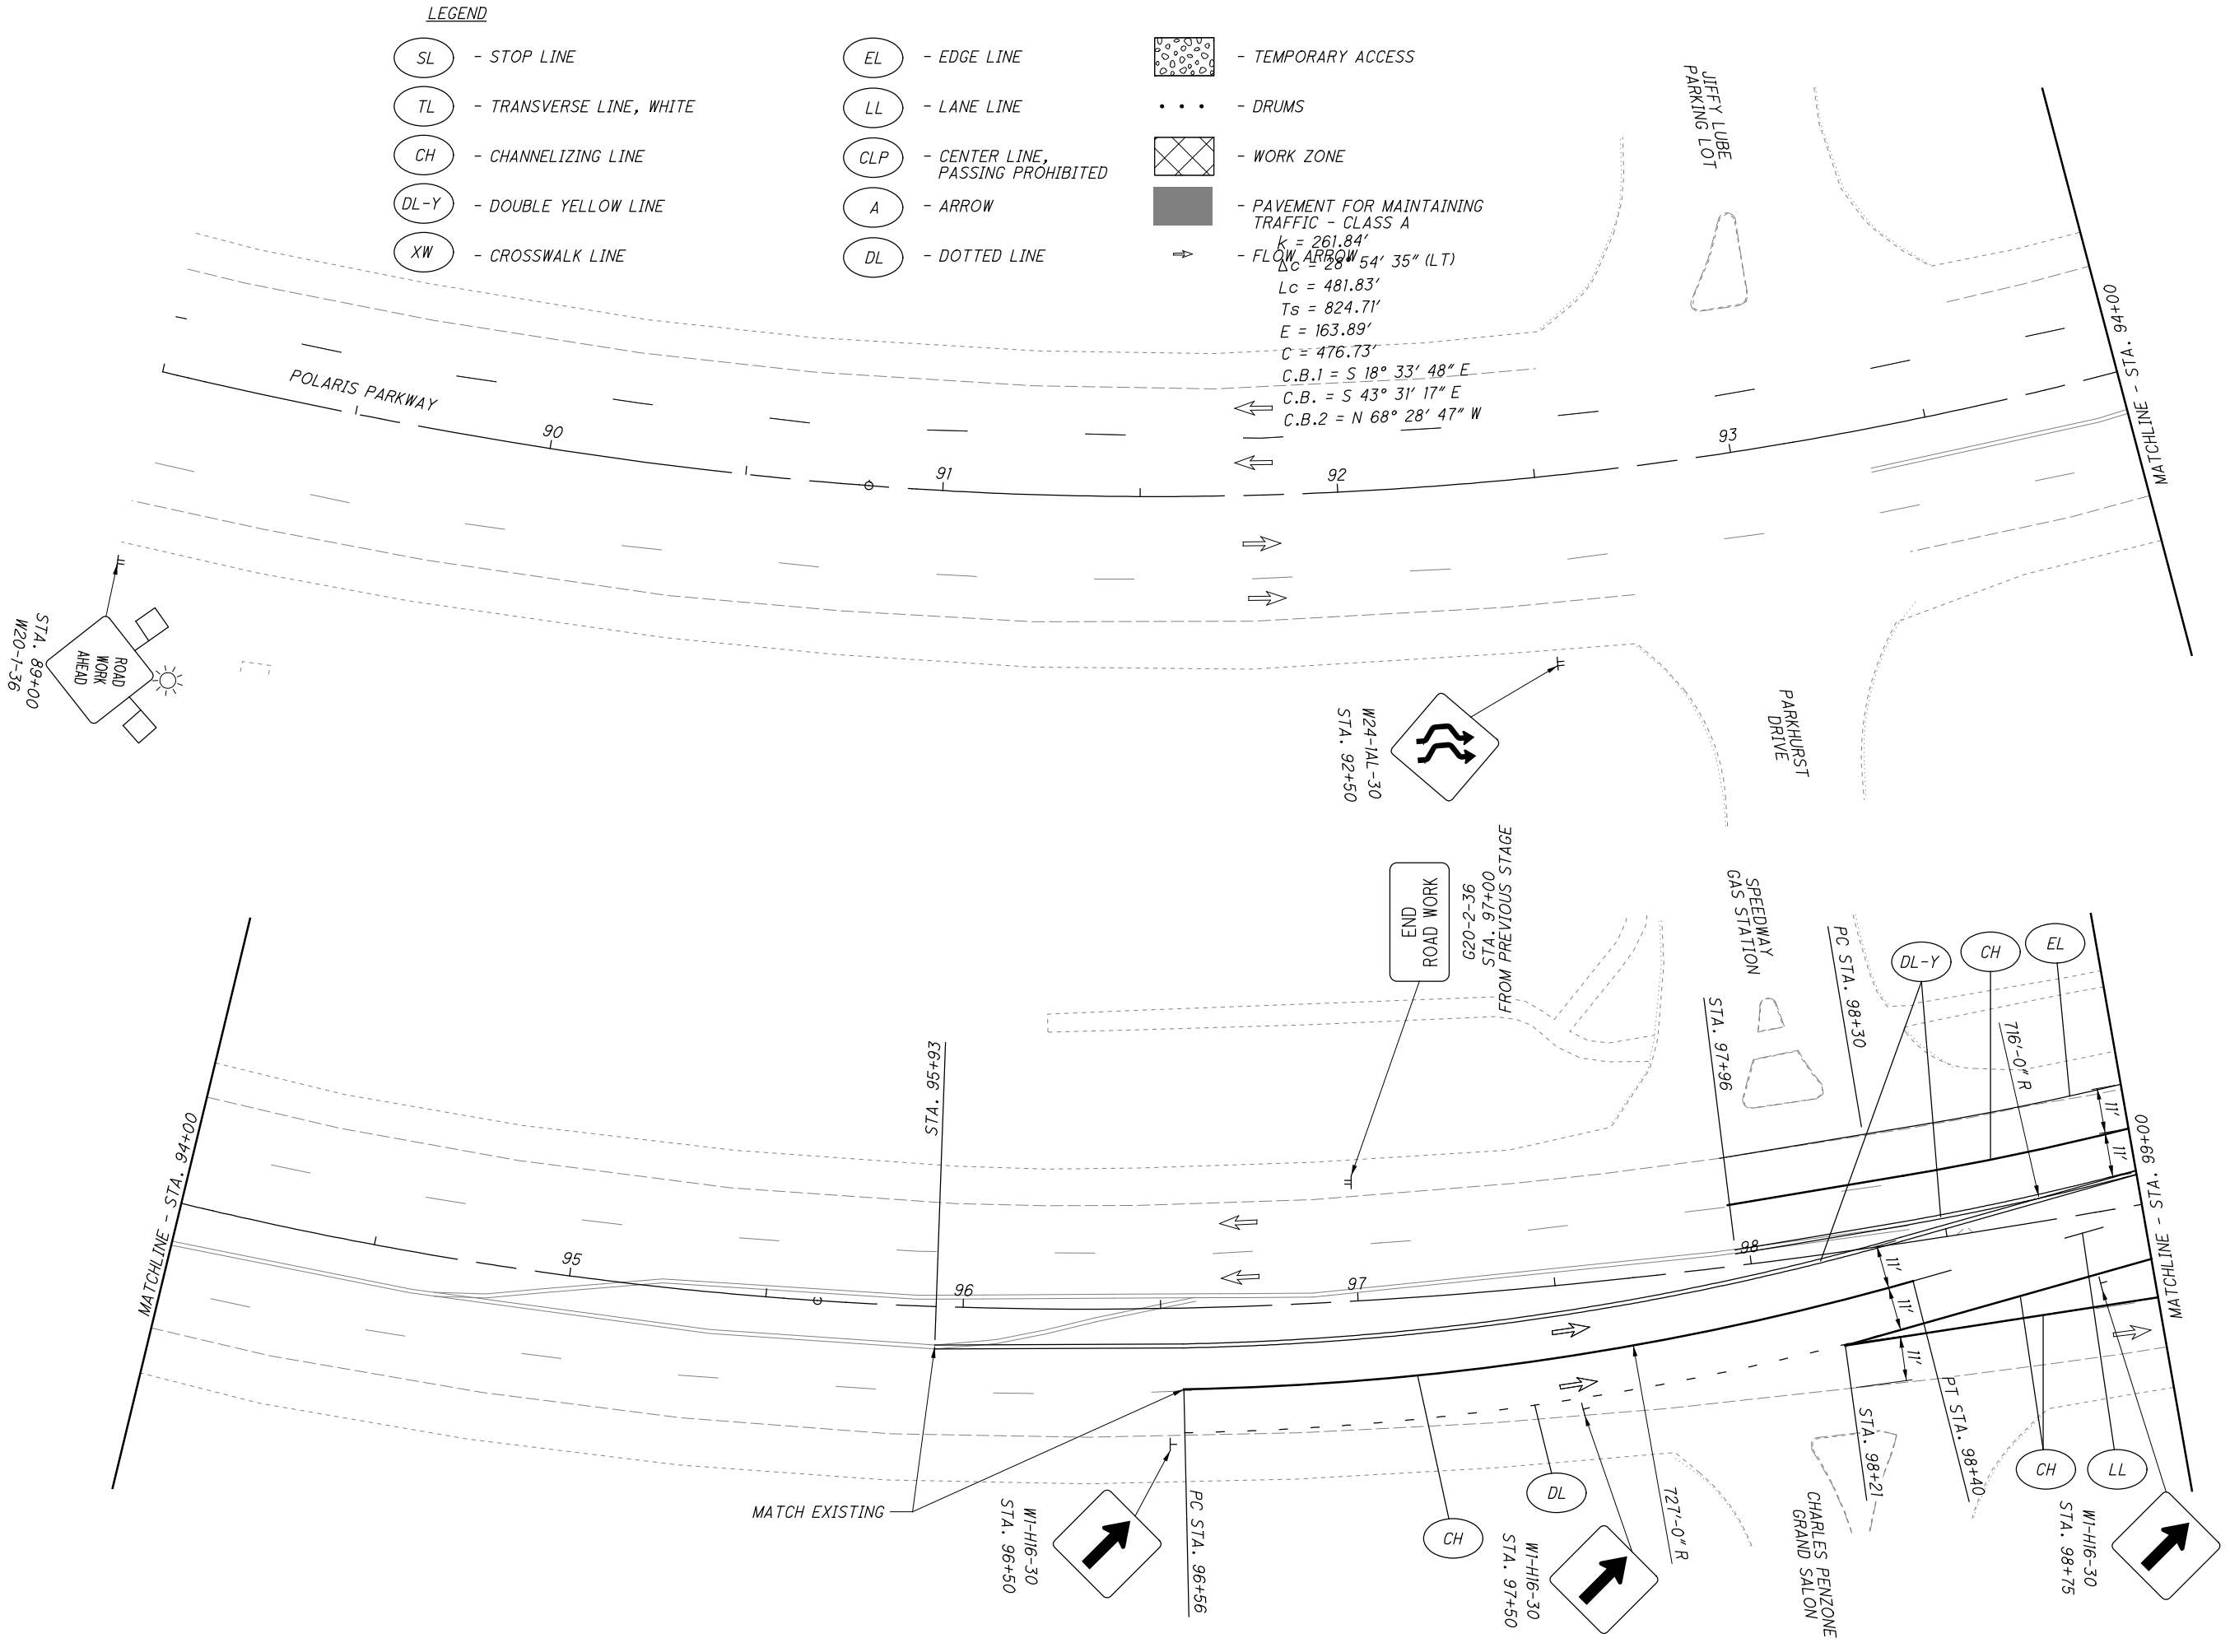 LEGEND
SL - STOP LINE
TL - TRANSVERSE LINE, WHITE
CH - CHANNELIZING LINE
DL-Y - DOUBLE YELLOW LINE
XW - CROSSWALK LINE
EL - EDGE LINE
LL - LANE LINE
CLP - CENTER LINE,
PASSING PROHIBITED
A - ARROW
DL - DOTTED LINE
- TEMPORARY ACCESS
- DRUMS
- WORK ZONE
- PAVEMENT FOR MAINTAINING
TRAFFIC - CLASS A
- FLOW ARROW
k = 261.84'
Δc = 28° 54' 35" (LT)
Lc = 481.83'
Ts = 824.71'
E = 163.89'
C = 476.73'
C.B.1 = S 18° 33' 48" E
C.B. = S 43° 31' 17" E
C.B.2 = N 68° 28' 47" W
JIFFY LUBE
PARKING LOT
MATCHLINE - STA. 94+00
POLARIS PARKWAY
90
91
92
93
ROAD
WORK
AHEAD
STA. 89+00
W20-1-36
W24-1AL-30
STA. 92+50
PARKHURST
DRIVE
END
ROAD WORK
G20-2-36
STA. 97+00
FROM PREVIOUS STAGE
SPEEDWAY
GAS STATION
PC STA. 98+30
DL-Y
CH
EL
STA. 97+96
716'-0" R
11'
11'
MATCHLINE - STA. 99+00
STA. 95+93
MATCHLINE - STA. 94+00
95
96
97
98
11'
11'
11'
MATCH EXISTING
W1-H16-30
STA. 96+50
PC STA. 96+56
CH
DL
W1-H16-30
STA. 97+50
727'-0" R
CHARLES PENZONE
GRAND SALON
STA. 98+21
PT STA. 98+40
CH
LL
W1-H16-30
STA. 98+75